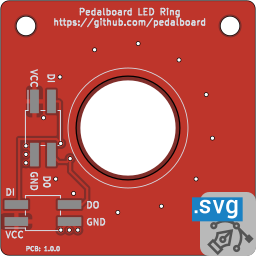 Pedalboard LED Ring
https://github.com/pedalboard
VCC
DI
GND
DO
DI
VCC
DO
GND
PCB: 1.0.0
.svg